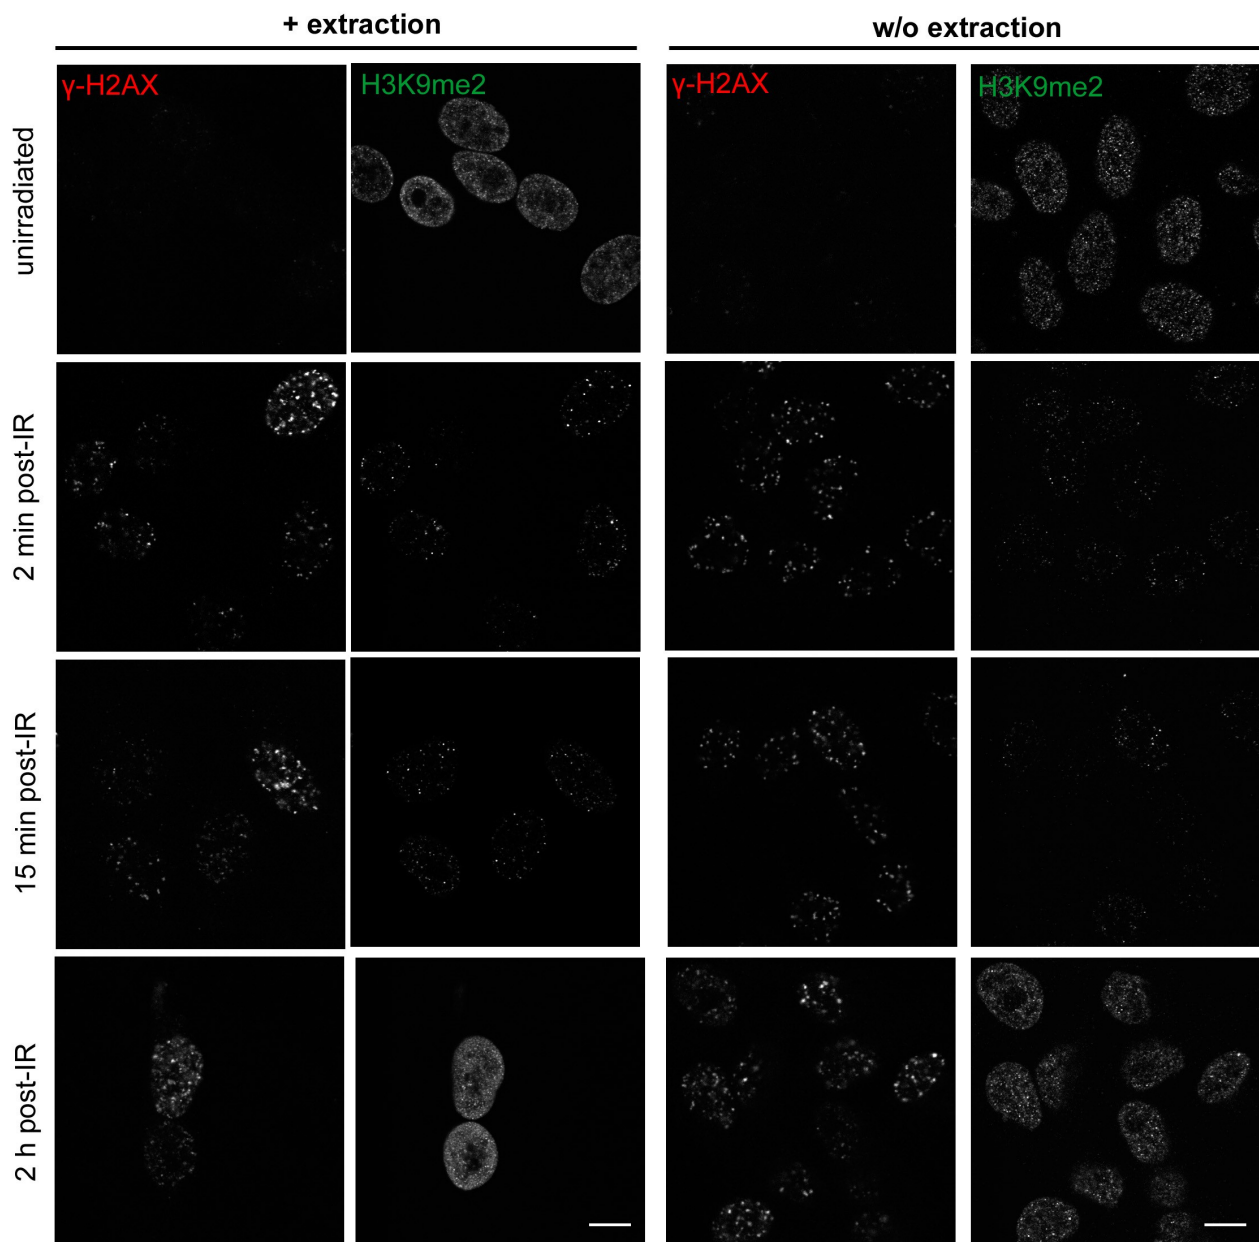 + extraction
w/o extraction
γ-H2AX
H3K9me2
γ-H2AX
H3K9me2
unirradiated
2 min post-IR
15 min post-IR
2 h post-IR